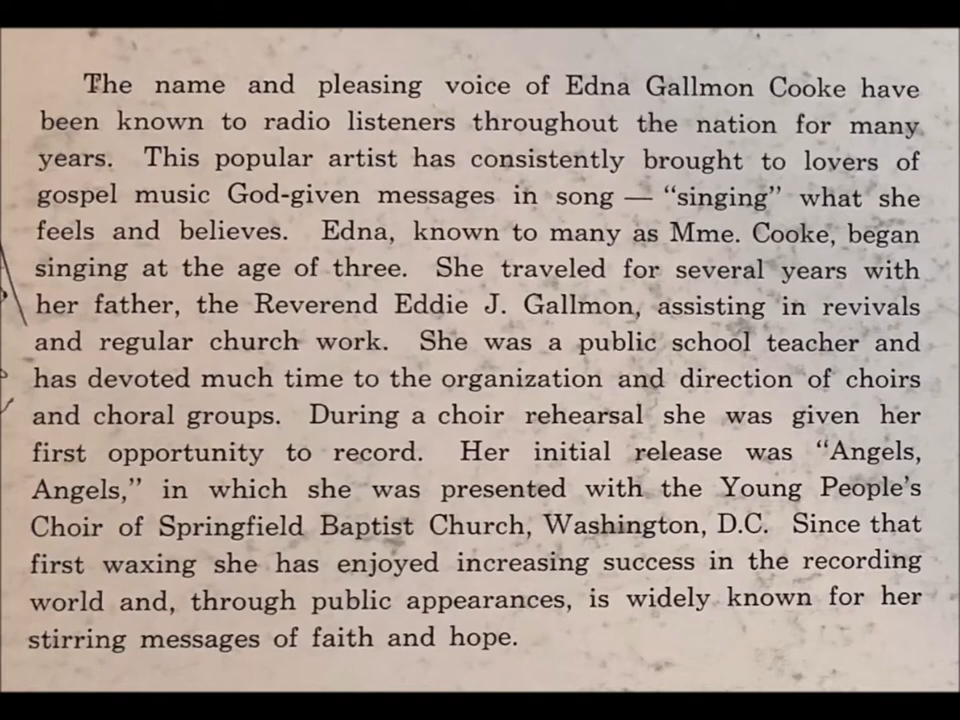 The name and pleasing voice of Edna Gallmon Cooke have
been known to radio listeners throughout the nation for many
years. This popular artist has consistently brought to lovers of
gospel music God-given messages in song — “singing” what she
feels and believes. Edna, known to many as Mme. Cooke, began
singing at the age of three. She traveled for several years with
her father, the Reverend Eddie J. Gallmon, assisting in revivals
and regular church work. She was a public school teacher and
has devoted much time to the organization and direction of choirs
and choral groups. During a choir rehearsal she was given her
first opportunity to record. Her initial release was “Angels,
Angels,” in which she was presented with the Young People’s
Choir of Springfield Baptist Church, Washington, D.C. Since that
first waxing she has enjoyed increasing success in the recording
world and, through public appearances, is widely known for her
stirring messages of faith and hope.